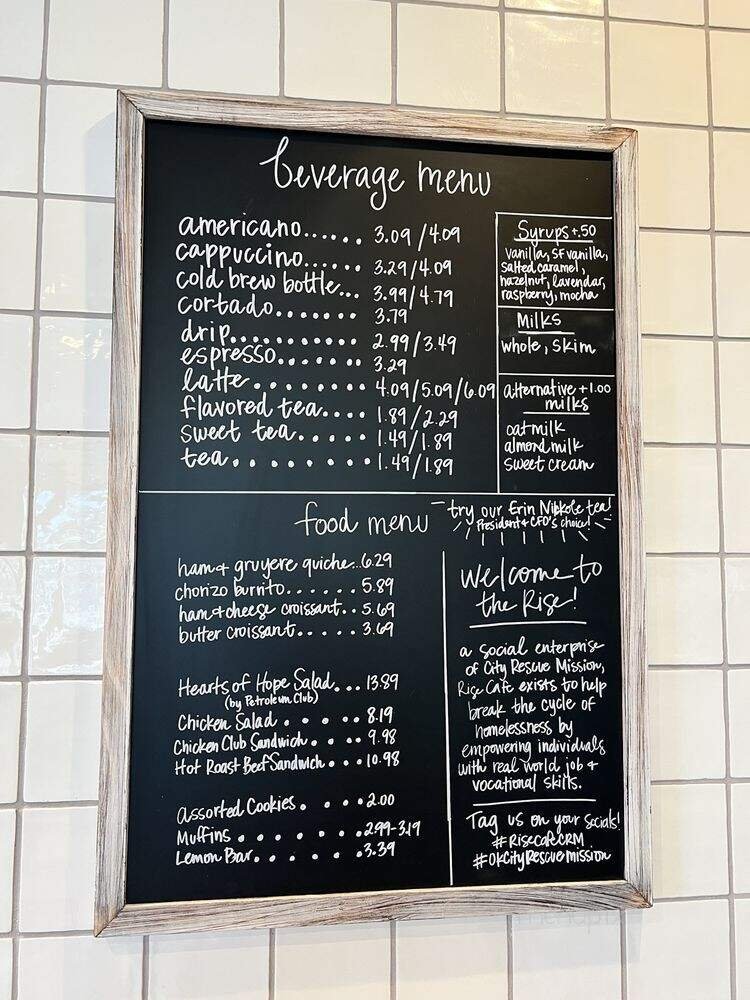 beverage menu
americano...... 3.09/4.09
cappuccino....... 3.29/4.09
cold brew bottle... 3.99/4.79
cortado....... 3.79
drip........... 2.99/3.49
espresso....... 3.29
latte........ 4.09/5.09/6.09
flavored tea.... 1.89/2.29
sweet tea..... 1.49/1.89
tea......... 1.49/1.89
Syrups +.50
vanilla, SF vanilla,
salted caramel,
hazelnut, lavendar,
raspberry, mocha
Milks
whole, skim
alternative +1.00
milks
oatmilk
almond milk
sweet cream
try our Erin Nikkole tea!
President & CFO's choice!
food menu
ham + gruyere quiche...6.29
chorizo burrito...... 5.89
ham + cheese croissant.. 5.69
butter croissant..... 3.69
Hearts of Hope Salad... 13.89
(by Petroleum Club)
Chicken Salad..... 8.19
Chicken Club Sandwich... 9.98
Hot Roast Beef Sandwich... 10.98
Assorted Cookies.... 2.00
Muffins....... 2.99-3.19
Lemon Bar...... 3.39
Welcome to
the Rise!
a social enterprise
of City Rescue Mission,
Rise Cafe exists to help
break the cycle of
homelessness by
empowering individuals
with real world job +
vocational skills.
Tag us on your socials!
#RiseCafeCRM
#OKCityRescuemission